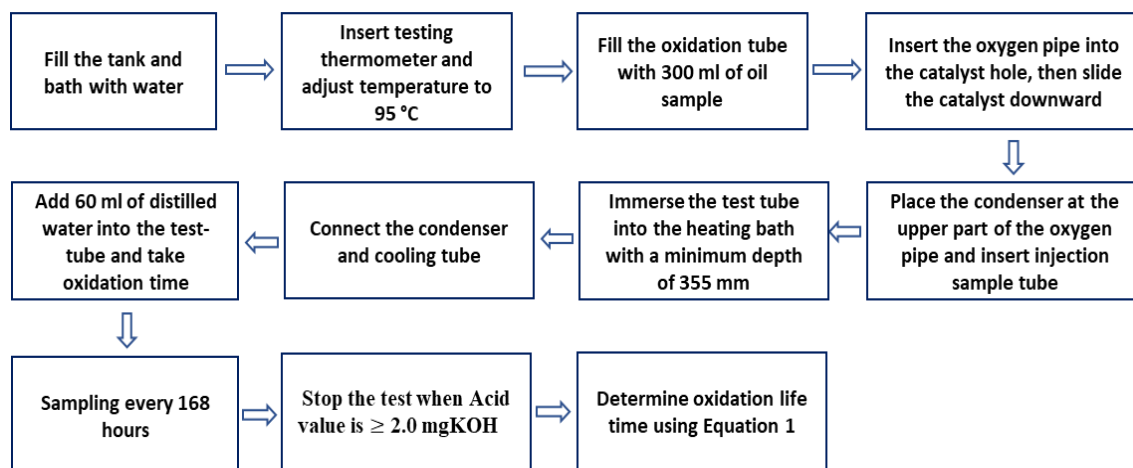 Fill the tank and
bath with water
Insert testing
thermometer and
adjust temperature to
95 °C
Fill the oxidation tube
with 300 ml of oil
sample
Insert the oxygen pipe into
the catalyst hole, then slide
the catalyst downward
Place the condenser at the
upper part of the oxygen
pipe and insert injection
sample tube
Immerse the test tube
into the heating bath
with a minimum depth
of 355 mm
Connect the condenser
and cooling tube
Add 60 ml of distilled
water into the test-
tube and take
oxidation time
Sampling every 168
hours
Stop the test when Acid
value is ≥ 2.0 mgKOH
Determine oxidation life
time using Equation 1